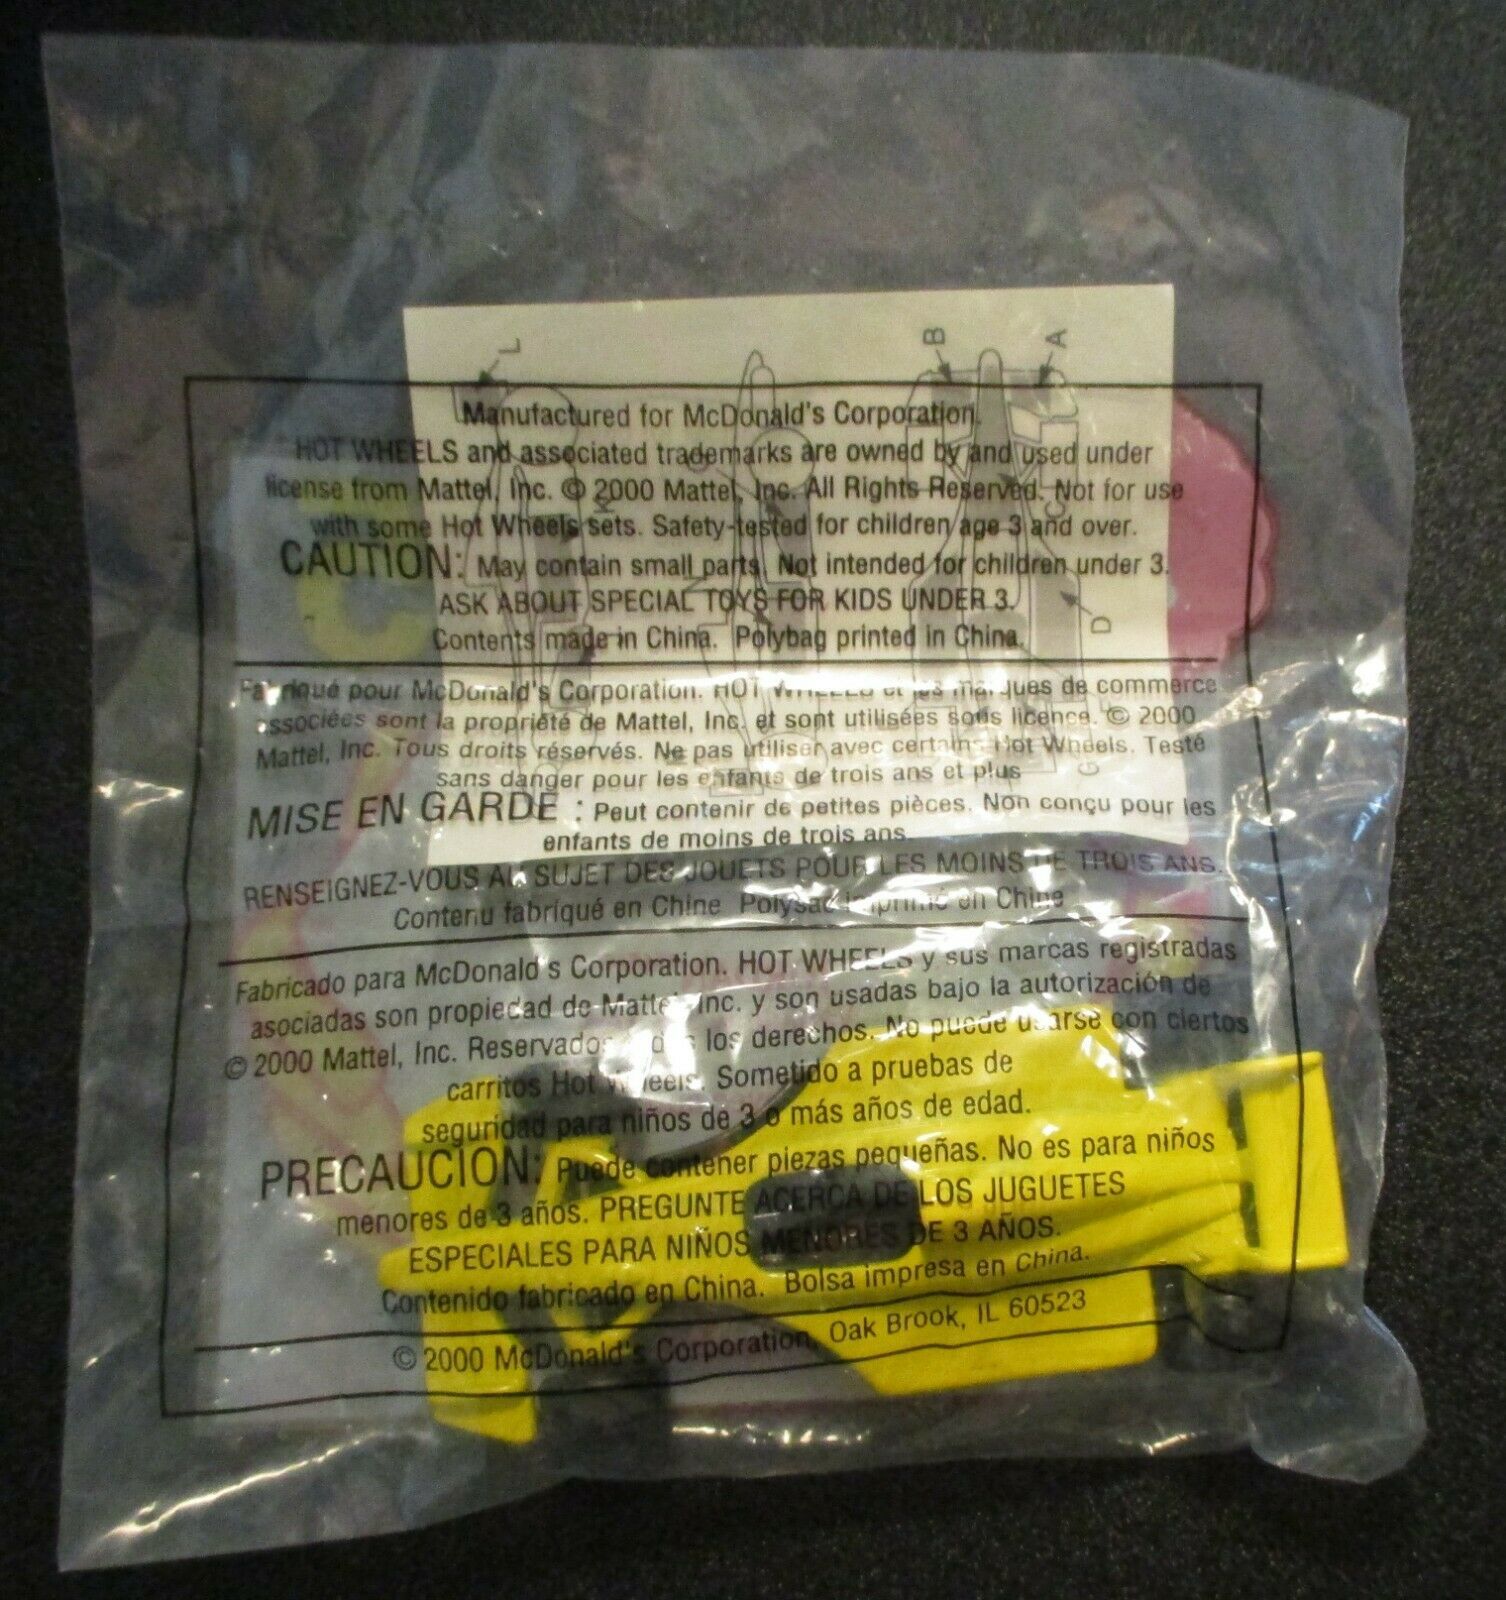 B
A
L
Manufactured for McDonald's Corporation.
HOT WHEELS and associated trademarks are owned by and used under
license from Mattel, Inc. © 2000 Mattel, Inc. All Rights Reserved. Not for use
with some Hot Wheels sets. Safety-tested for children age 3 and over.
K
C
CAUTION: May contain small parts. Not intended for children under 3.
ASK ABOUT SPECIAL TOYS FOR KIDS UNDER 3.
D
Contents made in China. Polybag printed in China.
Fabriqué pour McDonald's Corporation. HOT WHEELS et les marques de commerce
associées sont la propriété de Mattel, Inc. et sont utilisées sous licence. © 2000
Mattel, Inc. Tous droits réservés. Ne pas utiliser avec certains Hot Wheels. Testé
G
sans danger pour les enfants de trois ans et plus
MISE EN GARDE : Peut contenir de petites pièces. Non conçu pour les
enfants de moins de trois ans.
RENSEIGNEZ-VOUS AU SUJET DES JOUETS POUR LES MOINS DE TROIS ANS.
Contenu fabriqué en Chine Polysac imprimé en Chine
Fabricado para McDonald's Corporation. HOT WHEELS y sus marcas registradas
asociadas son propiedad de Mattel, Inc. y son usadas bajo la autorización de
© 2000 Mattel, Inc. Reservados todos los derechos. No puede usarse con ciertos
carritos Hot Wheels. Sometido a pruebas de
seguridad para niños de 3 o más años de edad.
PRECAUCION: Puede contener piezas pequeñas. No es para niños
menores de 3 años. PREGUNTE ACERCA DE LOS JUGUETES
ESPECIALES PARA NIÑOS MENORES DE 3 AÑOS.
Contenido fabricado en China. Bolsa impresa en China.
© 2000 McDonald's Corporation, Oak Brook, IL 60523